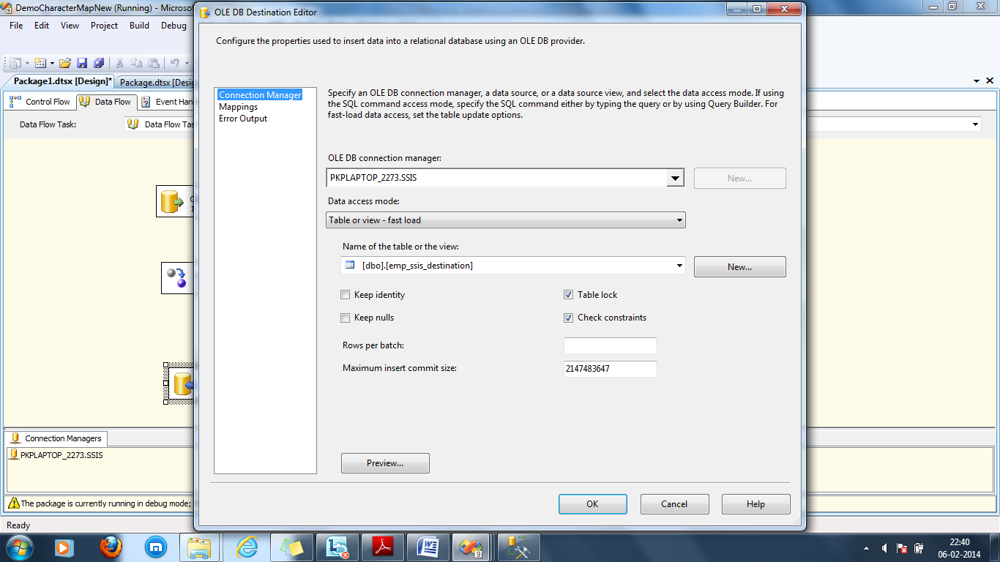 DemoCharacterMapNew (Running) - Microsof
OLE DB Destination Editor
File Edit View Project Build Debug
Configure the properties used to insert data into a relational database using an OLE DB provider.
Package1.dtsx [Design]* Package.dtsx [Desig
Control Flow Data Flow Event Han
Data Flow Task: Data Flow Tas
Connection Manager
Mappings
Error Output
Specify an OLE DB connection manager, a data source, or a data source view, and select the data access mode. If using
the SQL command access mode, specify the SQL command either by typing the query or by using Query Builder. For
fast-load data access, set the table update options.
OLE DB connection manager:
PKPLAPTOP_2273.SSIS New...
Data access mode:
Table or view - fast load
Name of the table or the view:
[dbo].[emp_ssis_destination] New...
Keep identity Table lock
Keep nulls Check constraints
Rows per batch:
Maximum insert commit size: 2147483647
Preview...
OK Cancel Help
Connection Managers
PKPLAPTOP_2273.SSIS
The package is currently running in debug mode;
Ready
22:40
06-02-2014